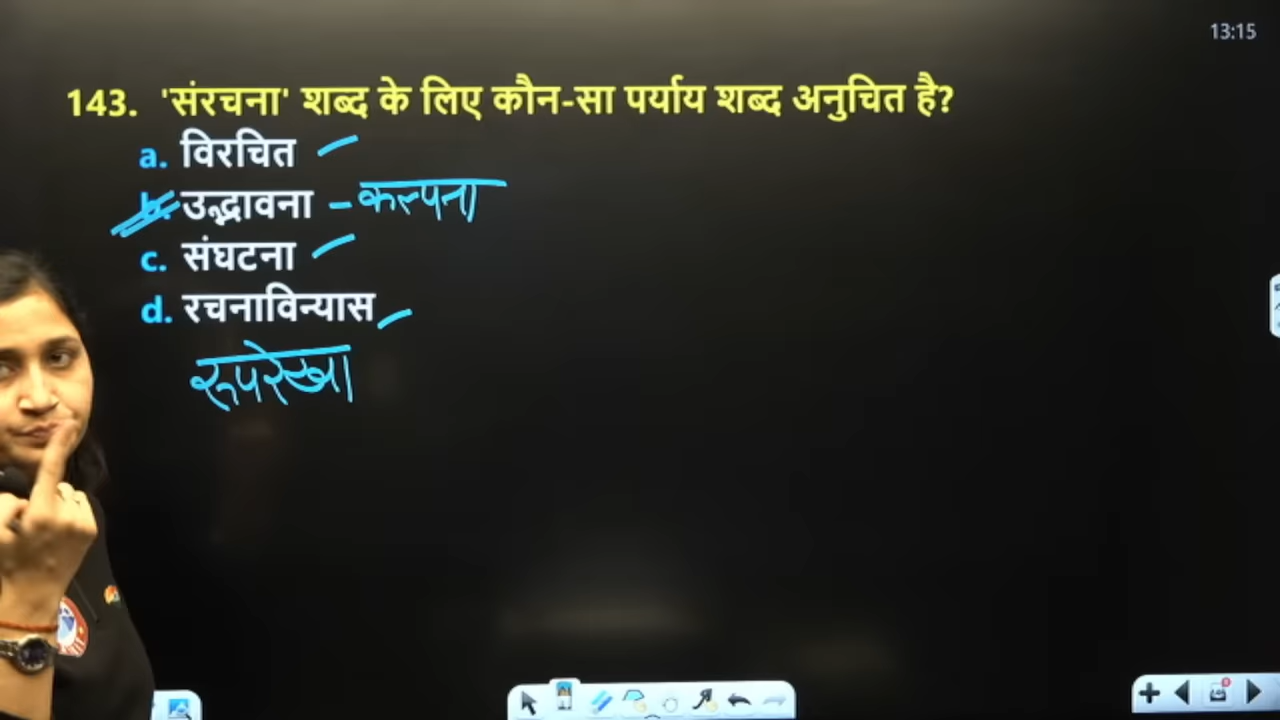 13:15
143. 'संरचना' शब्द के लिए कौन-सा पर्याय शब्द अनुचित है?
a. विरचित
b. उद्भावना – कल्पना
c. संघटना
d. रचनाविन्यास
रूपरेखा